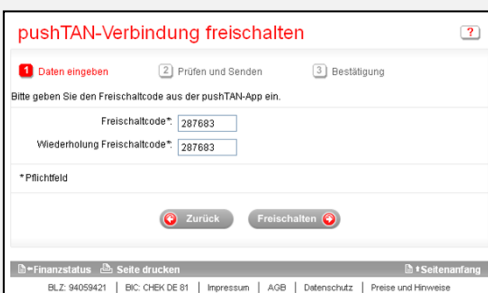 pushTAN-Verbindung freischalten ?
1 Daten eingeben 2 Prüfen und Senden 3 Bestätigung
Bitte geben Sie den Freischaltcode aus der pushTAN-App ein.
Freischaltcode*: 287683
Wiederholung Freischaltcode*: 287683
* Pflichtfeld
Zurück Freischalten
Finanzstatus Seite drucken Seitenanfang
BLZ: 94059421 | BIC: CHEK DE 81 | Impressum | AGB | Datenschutz | Preise und Hinweise